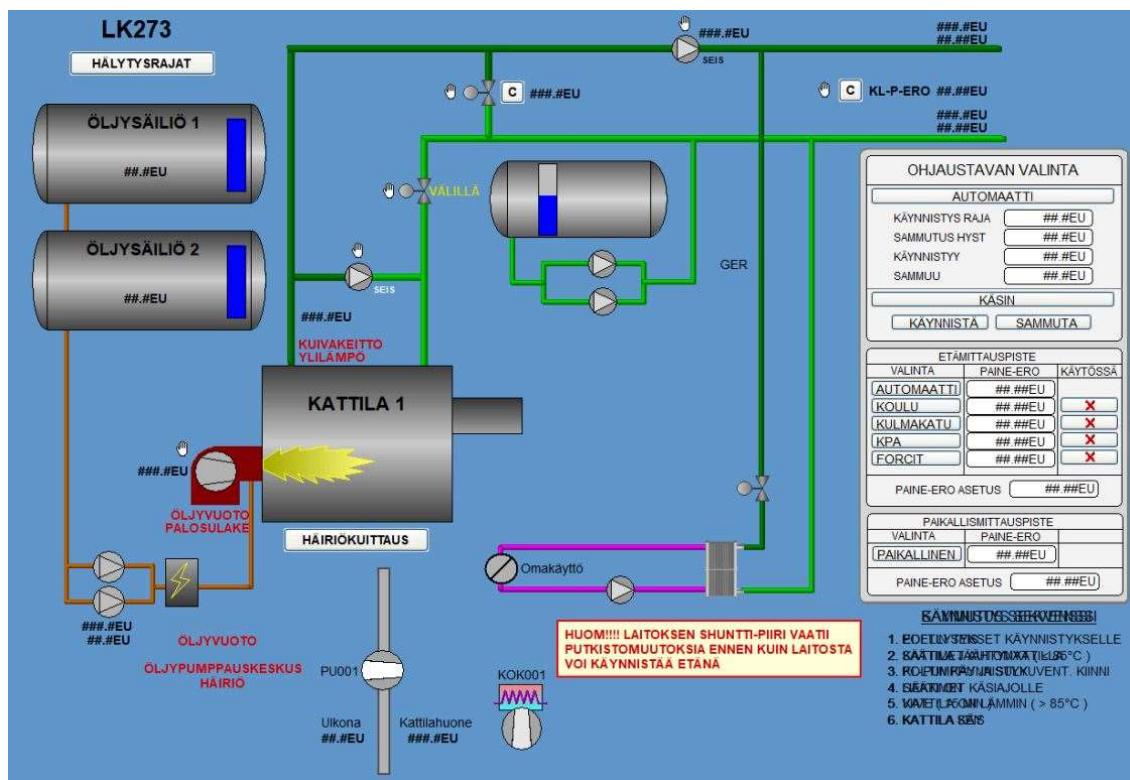 LK273
HÄLYTYSRAJAT
###.#EU
SEIS
###.#EU
##.##EU
C ###.#EU
C KL-P-ERO ##.##EU
###.#EU
##.##EU
ÖLJYSÄILIÖ 1
##.#EU
ÖLJYSÄILIÖ 2
##.#EU
VÄLILLÄ
SEIS
GER
###.#EU
KUIVAKEITTO
YLILÄMPÖ
KATTILA 1
###.#EU
ÖLJYVUOTO
PALOSULAKE
HÄIRIÖKUITTAUS
###.#EU
##.#EU
ÖLJYVUOTO
ÖLJYPUMPPAUSKESKUS
HÄIRIÖ
Omakäyttö
PU001
Ulkona
##.#EU
Kattilahuone
###.#EU
KOK001
HUOM!!!! LAITOKSEN SHUNTTI-PIIRI VAATII
PUTKISTOMUUTOKSIA ENNEN KUIN LAITOSTA
VOI KÄYNNISTÄÄ ETÄNÄ
OHJAUSTAVAN VALINTA
AUTOMAATTI
KÄYNNISTYS RAJA ##.#EU
SAMMUTUS HYST ##.#EU
KÄYNNISTYY ##.#EU
SAMMUU ##.#EU
KÄSIN
KÄYNNISTÄ SAMMUTA
ETÄMITTAUSPISTE
VALINTA PAINE-ERO KÄYTÖSSÄ
AUTOMAATTI ##.##EU
KOULU ##.##EU
KULMAKATU ##.##EU
KPA ##.##EU
FORCIT ##.##EU
PAINE-ERO ASETUS ##.##EU
PAIKALLISMITTAUSPISTE
VALINTA PAINE-ERO
PAIKALLINEN ##.##EU
PAINE-ERO ASETUS ##.##EU
1. KÄYNNISTYKSELLE
2.
3. KIINNI
4. KÄSIAJOLLE
5. LÄMMIN ( > 85°C )
6. KATTILA